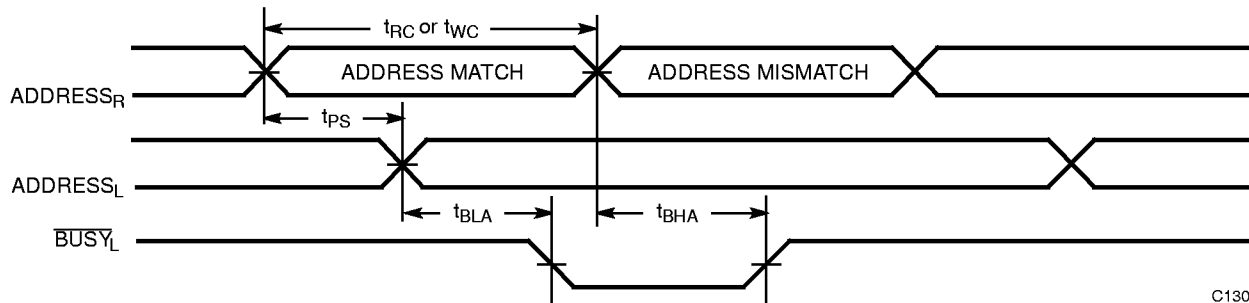 tRC or tWC
ADDRESS MATCH
ADDRESS MISMATCH
ADDRESSR
tPS
ADDRESSL
tBLA
tBHA
BUSYL
C130